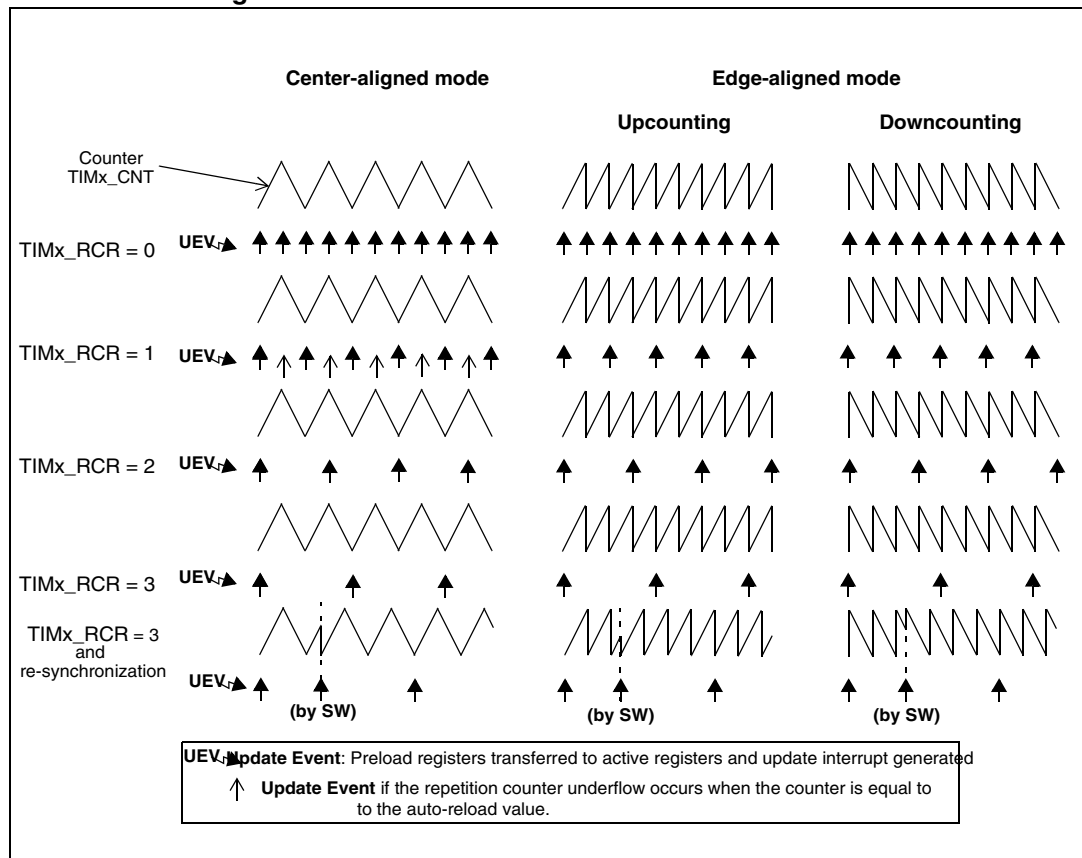 Center-aligned mode
Edge-aligned mode
Upcounting
Downcounting
Counter
TIMx_CNT
TIMx_RCR = 0
UEV
TIMx_RCR = 1
UEV
TIMx_RCR = 2
UEV
TIMx_RCR = 3
UEV
TIMx_RCR = 3
and
re-synchronization
UEV
(by SW)
(by SW)
(by SW)
UEV Update Event: Preload registers transferred to active registers and update interrupt generated
Update Event if the repetition counter underflow occurs when the counter is equal to
to the auto-reload value.